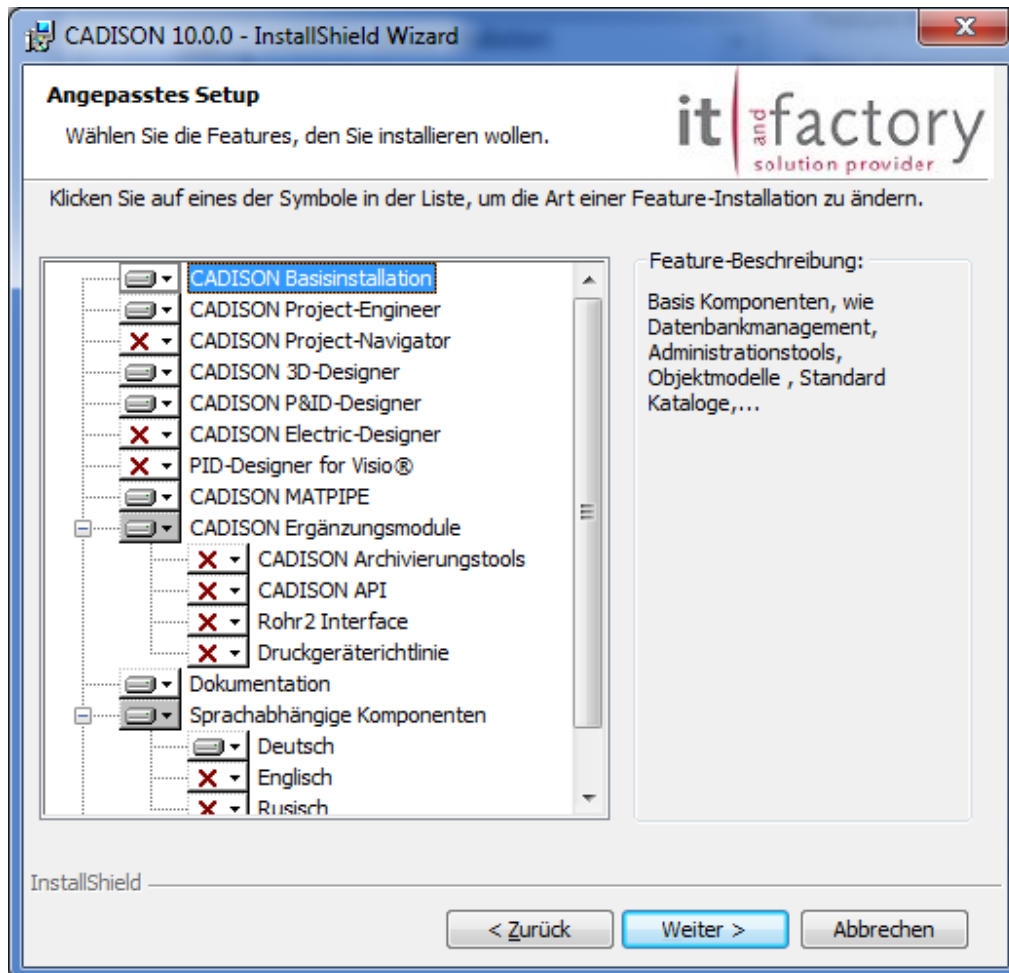 CADISON 10.0.0 - InstallShield Wizard
Angepasstes Setup
Wählen Sie die Features, den Sie installieren wollen.
it and factory
solution provider
Klicken Sie auf eines der Symbole in der Liste, um die Art einer Feature-Installation zu ändern.
CADISON Basisinstallation
CADISON Project-Engineer
CADISON Project-Navigator
CADISON 3D-Designer
CADISON P&ID-Designer
CADISON Electric-Designer
PID-Designer for Visio®
CADISON MATPIPE
CADISON Ergänzungsmodule
CADISON Archivierungstools
CADISON API
Rohr2 Interface
Druckgeräterichtlinie
Dokumentation
Sprachabhängige Komponenten
Deutsch
Englisch
Rusisch
Feature-Beschreibung:
Basis Komponenten, wie
Datenbankmanagement,
Administrationstools,
Objektmodelle , Standard
Kataloge,...
InstallShield
< Zurück
Weiter >
Abbrechen